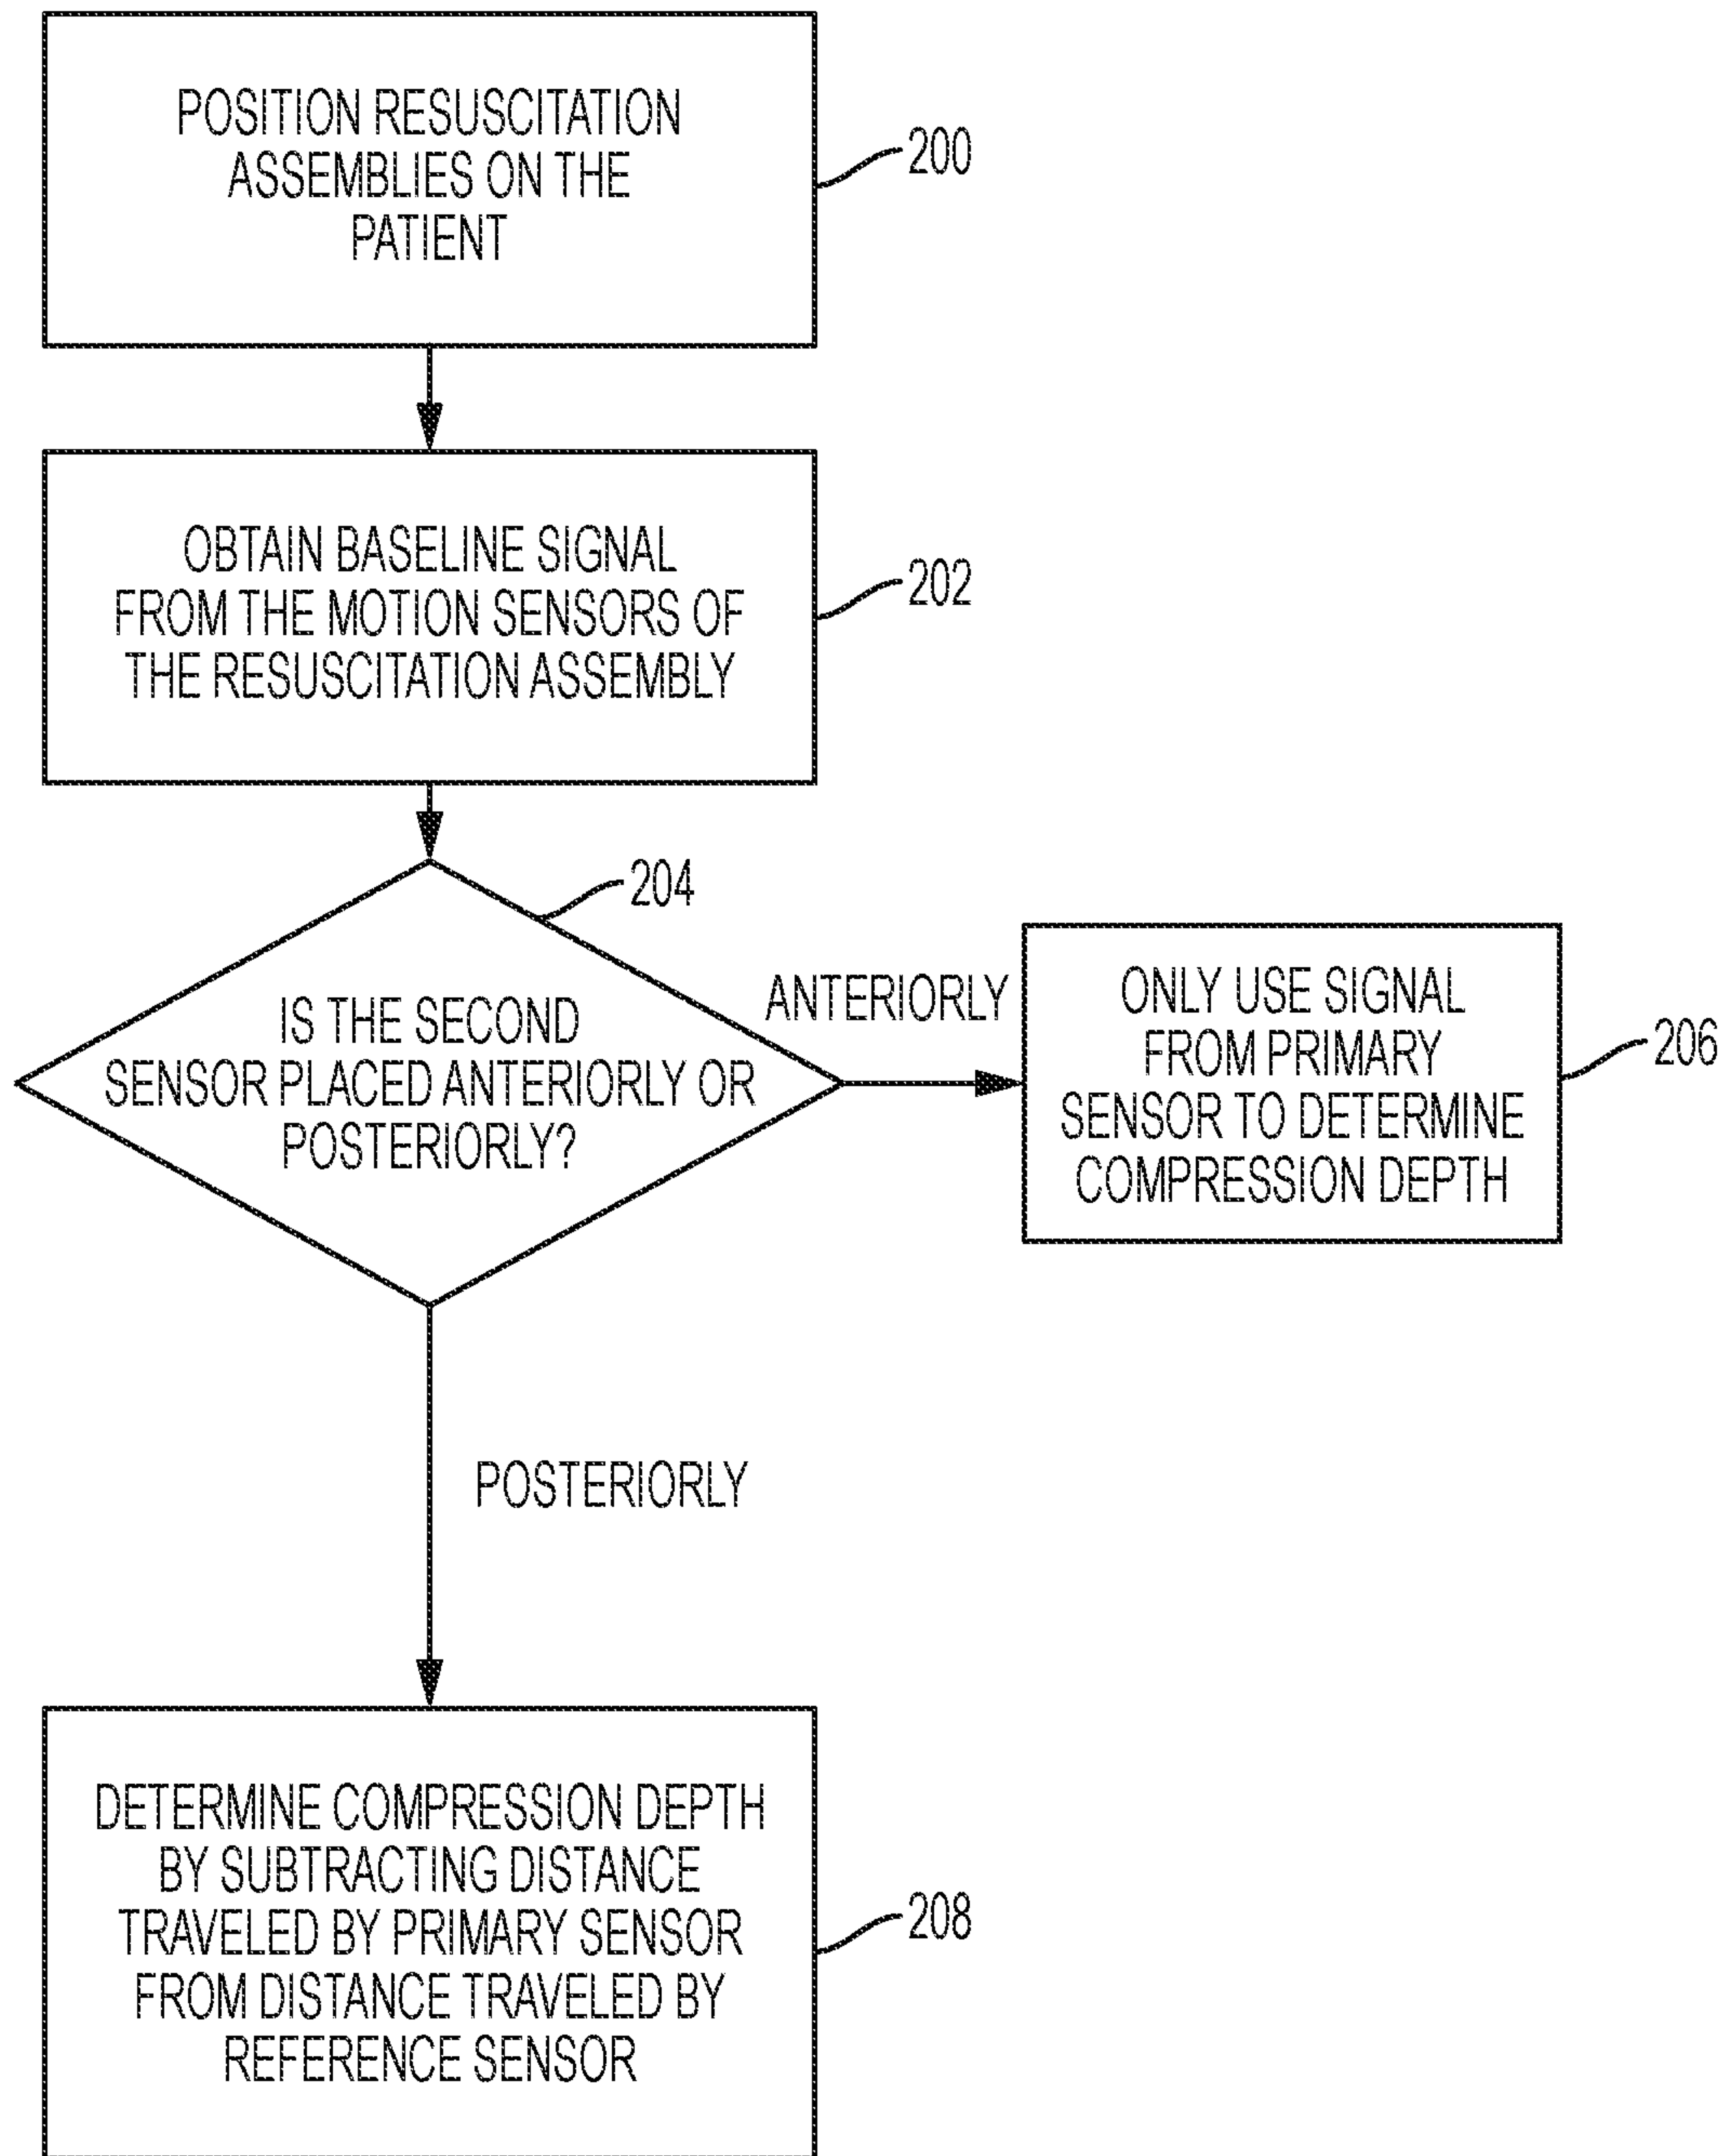 POSITION RESUSCITATION
ASSEMBLIES ON THE
PATIENT
200
OBTAIN BASELINE SIGNAL
FROM THE MOTION SENSORS OF
THE RESUSCITATION ASSEMBLY
202
204
IS THE SECOND
SENSOR PLACED ANTERIORLY OR
POSTERIORLY?
ANTERIORLY
ONLY USE SIGNAL
FROM PRIMARY
SENSOR TO DETERMINE
COMPRESSION DEPTH
206
POSTERIORLY
DETERMINE COMPRESSION DEPTH
BY SUBTRACTING DISTANCE
TRAVELED BY PRIMARY SENSOR
FROM DISTANCE TRAVELED BY
REFERENCE SENSOR
208